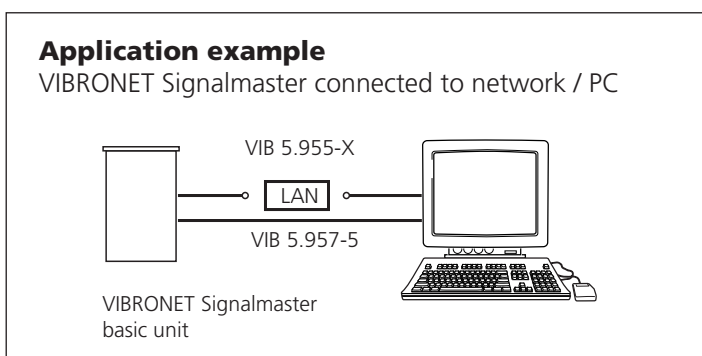 Application example
VIBRONET Signalmaster connected to network / PC
VIB 5.955-X
LAN
VIB 5.957-5
VIBRONET Signalmaster
basic unit